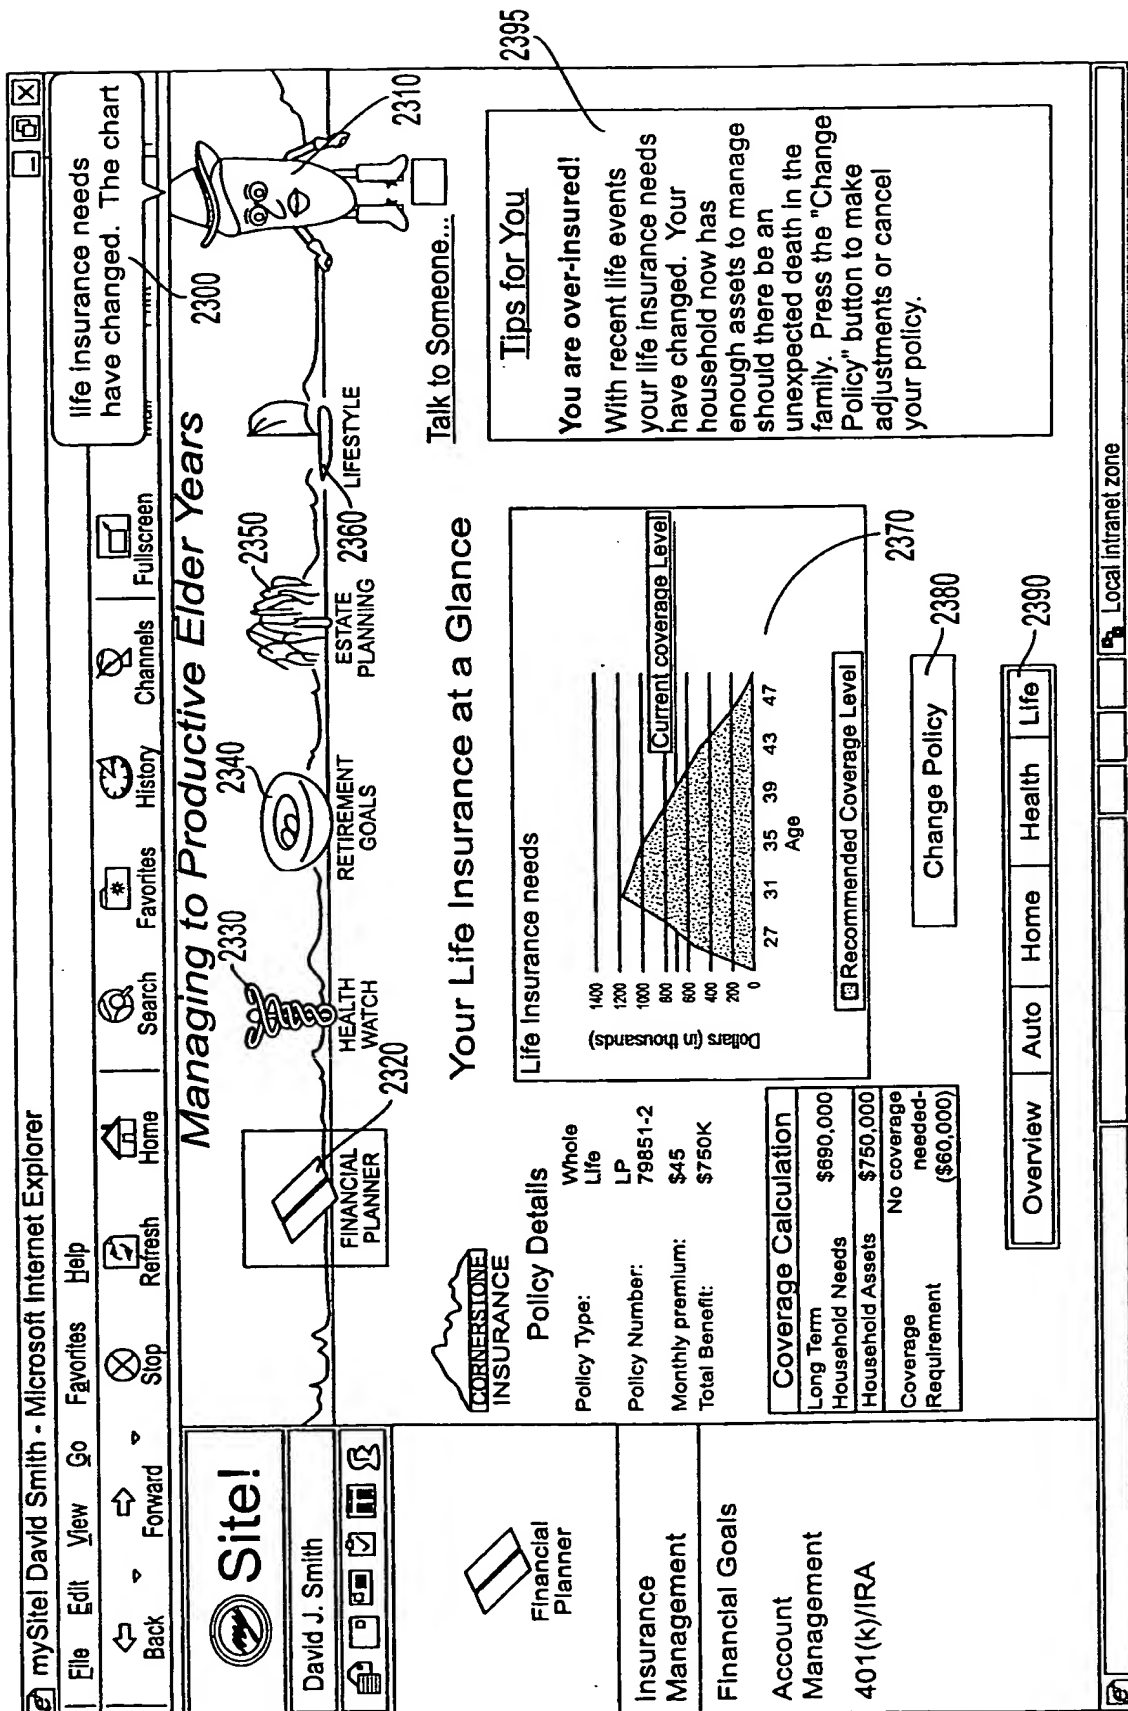 mySite! David Smith - Microsoft Internet Explorer
File Edit View Go Favorites Help
Back Forward Stop Refresh Home Search Favorites History Channels Fullscreen
life insurance needs
have changed. The chart
2300
2310
my Site!
David J. Smith
Managing to Productive Elder Years
FINANCIAL
PLANNER
2320
HEALTH
WATCH
2330
RETIREMENT
GOALS
2340
ESTATE
PLANNING
2350
LIFESTYLE
2360
Talk to Someone...
Financial
Planner
Insurance
Management
Financial Goals
Account
Management
401(k)/IRA
CORNERSTONE
INSURANCE
Your Life Insurance at a Glance
Policy Details
Policy Type: Whole
Life
Policy Number: LP
79851-2
Monthly premium: $45
Total Benefit: $750K
Coverage Calculation
Long Term
Household Needs $690,000
Household Assets $750,000
Coverage
Requirement
No coverage
needed-
($60,000)
Life Insurance needs
Dollars (in thousands)
1400
1200
1000
800
600
400
200
0
Current coverage Level
27 31 35 39 43 47
Age
Recommended Coverage Level
2370
Change Policy
2380
Overview Auto Home Health Life
2390
Tips for You
You are over-insured!
With recent life events
your life insurance needs
have changed. Your
household now has
enough assets to manage
should there be an
unexpected death in the
family. Press the "Change
Policy" button to make
adjustments or cancel
your policy.
2395
Local intranet zone